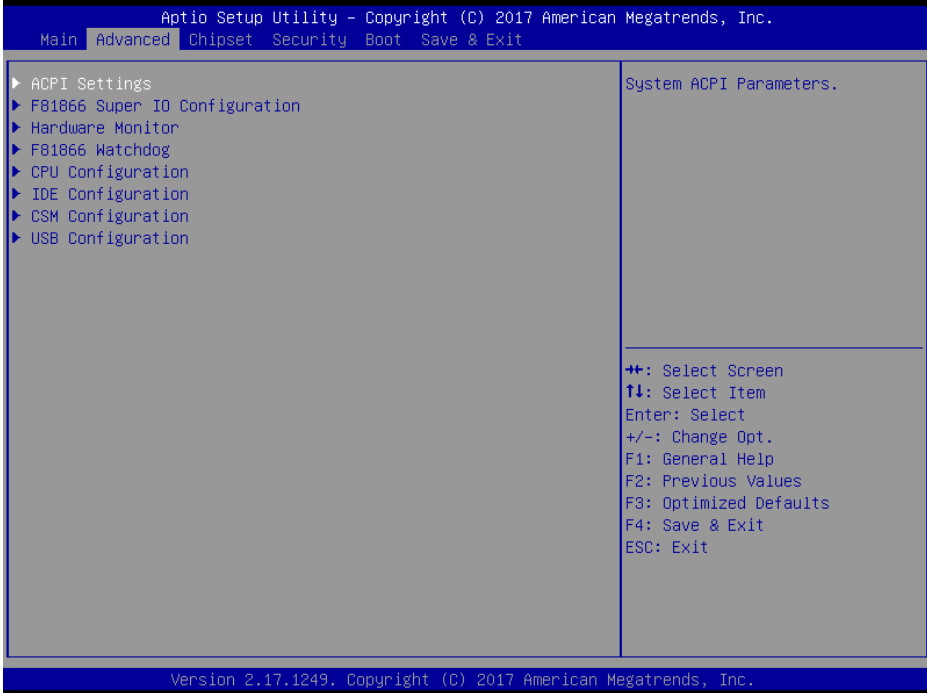 Aptio Setup Utility – Copyright (C) 2017 American Megatrends, Inc.
Main Advanced Chipset Security Boot Save & Exit
▶ ACPI Settings
▶ F81866 Super IO Configuration
▶ Hardware Monitor
▶ F81866 Watchdog
▶ CPU Configuration
▶ IDE Configuration
▶ CSM Configuration
▶ USB Configuration
System ACPI Parameters.
→←: Select Screen
↑↓: Select Item
Enter: Select
+/-: Change Opt.
F1: General Help
F2: Previous Values
F3: Optimized Defaults
F4: Save & Exit
ESC: Exit
Version 2.17.1249. Copyright (C) 2017 American Megatrends, Inc.